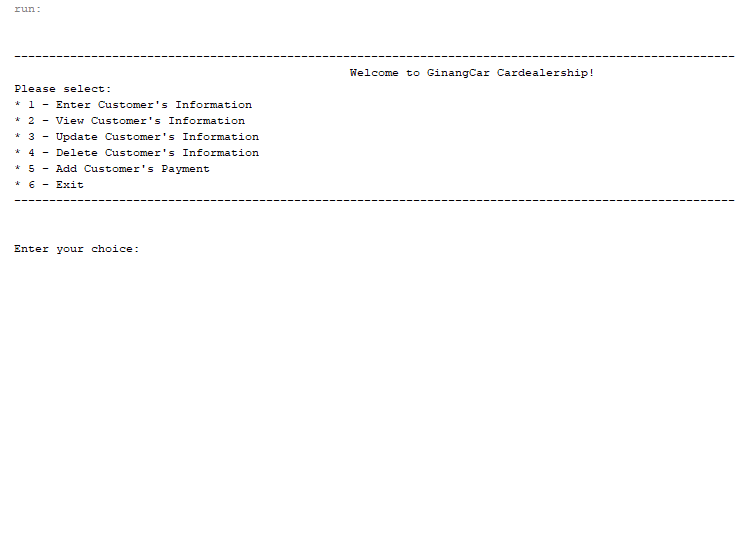 run:
-------------------------------------------------------------------------------------------------------
Welcome to GinangCar Cardealership!
Please select:
* 1 - Enter Customer's Information
* 2 - View Customer's Information
* 3 - Update Customer's Information
* 4 - Delete Customer's Information
* 5 - Add Customer's Payment
* 6 - Exit
-------------------------------------------------------------------------------------------------------
Enter your choice: